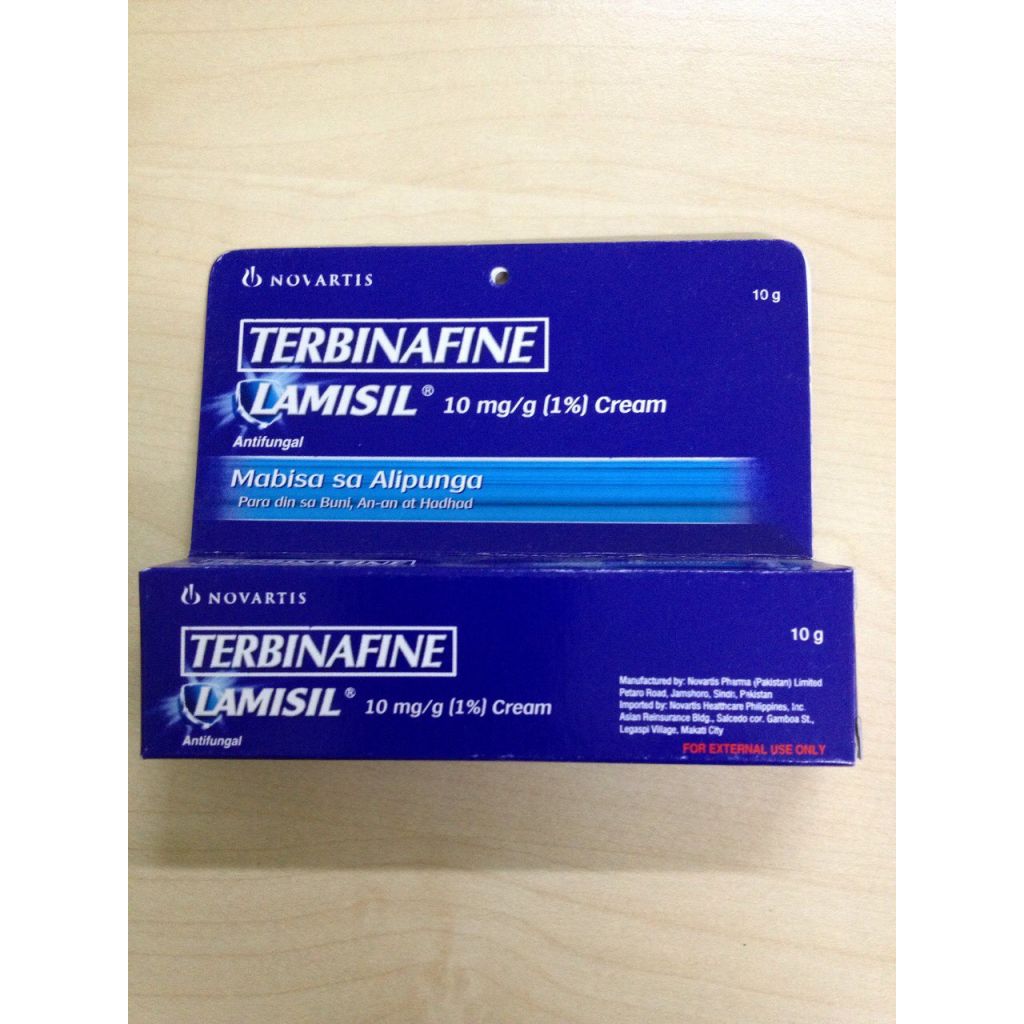 NOVARTIS
10 g
TERBINAFINE
LAMISIL® 10 mg/g (1%) Cream
Antifungal
Mabisa sa Alipunga
Para din sa Buni, An-an at Hadhad
TERBINAFINE
NOVARTIS
10 g
TERBINAFINE
LAMISIL® 10 mg/g (1%) Cream
Antifungal
Manufactured by: Novartis Pharma (Pakistan) Limited
Petaro Road, Jamshoro, Sindh, Pakistan
Imported by: Novartis Healthcare Philippines, Inc.
Asian Reinsurance Bldg., Salcedo cor. Gamboa St.,
Legaspi Village, Makati City
FOR EXTERNAL USE ONLY